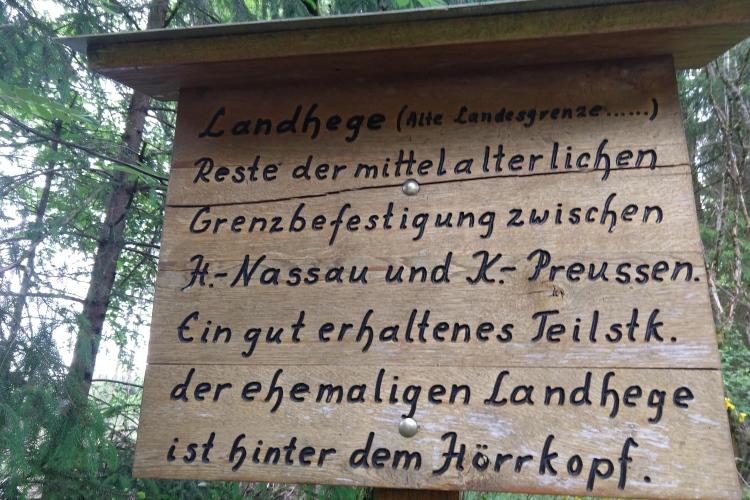 Landhege (Alte Landesgrenze......)
Reste der mittelalterlichen
Grenzbefestigung zwischen
H.-Nassau und K.- Preussen.
Ein gut erhaltenes Teilstk.
der ehemaligen Landhege
ist hinter dem Hörrkopf.